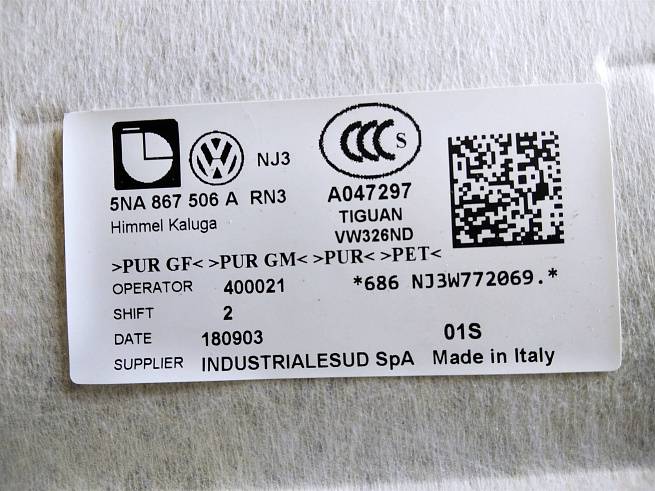 NJ3
CCC S
5NA 867 506 A RN3
A047297
Himmel Kaluga
TIGUAN
VW326ND
>PUR GF< >PUR GM< >PUR< >PET<
OPERATOR 400021 *686 NJ3W772069.*
SHIFT 2
DATE 180903 01S
SUPPLIER INDUSTRIALESUD SpA Made in Italy